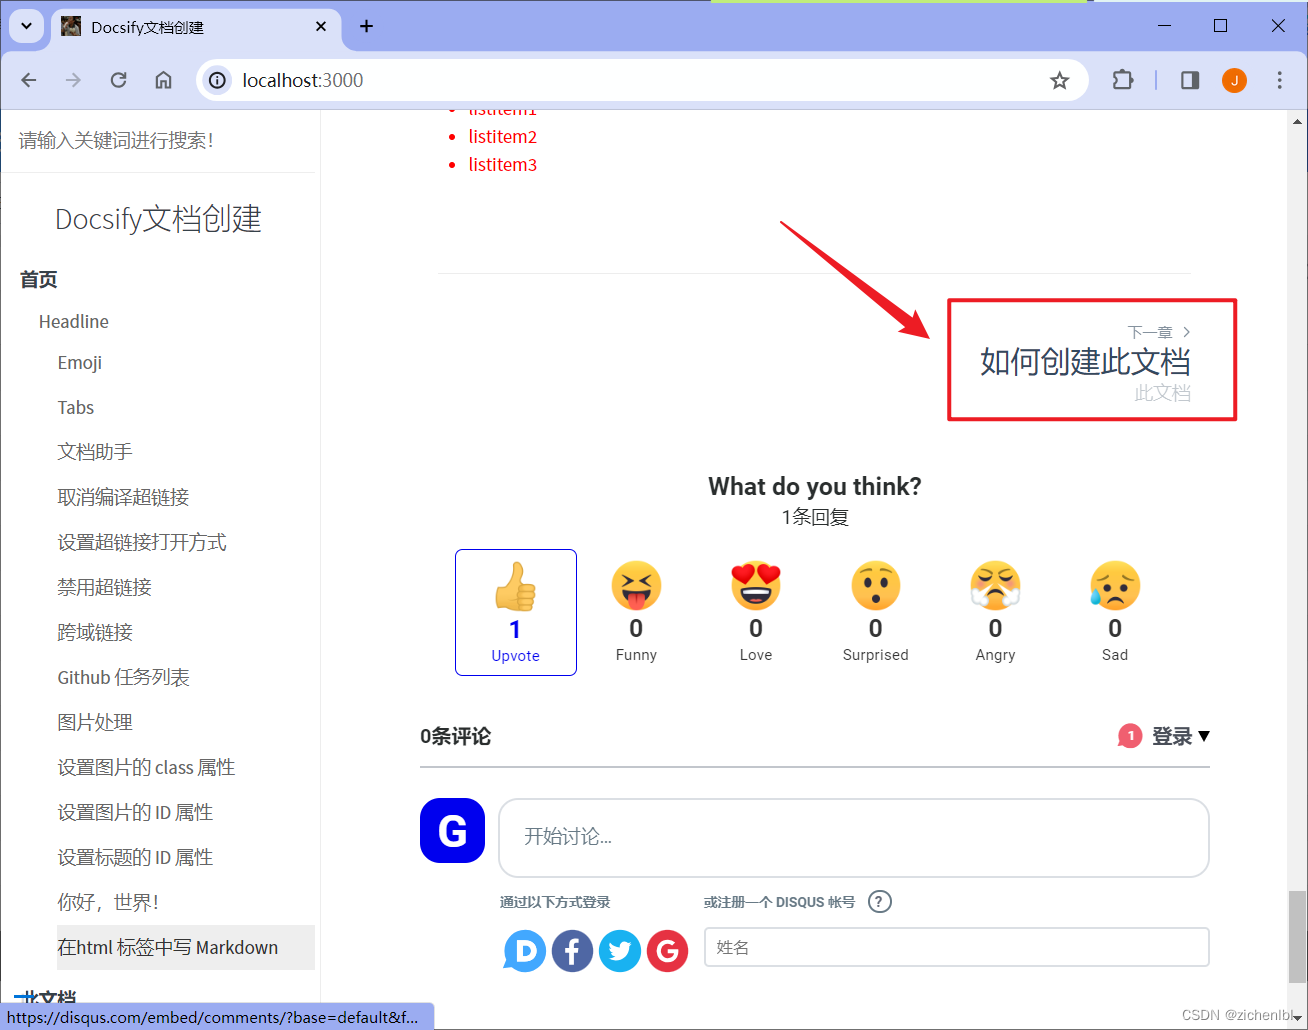 Docsify文档创建
localhost:3000
J
请输入关键词进行搜索!
Docsify文档创建
首页
Headline
Emoji
Tabs
文档助手
取消编译超链接
设置超链接打开方式
禁用超链接
跨域链接
Github 任务列表
图片处理
设置图片的 class 属性
设置图片的 ID 属性
设置标题的 ID 属性
你好，世界！
在html 标签中写 Markdown
此文档
https://disqus.com/embed/comments/?base=default&f...
listitem1
listitem2
listitem3
下一章
如何创建此文档
此文档
What do you think?
1条回复
1 0 0 0 0 0
Upvote Funny Love Surprised Angry Sad
0条评论
1 登录
G
开始讨论...
通过以下方式登录 或注册一个 DISQUS 帐号 ?
D f G
姓名
CSDN @zichenlbl